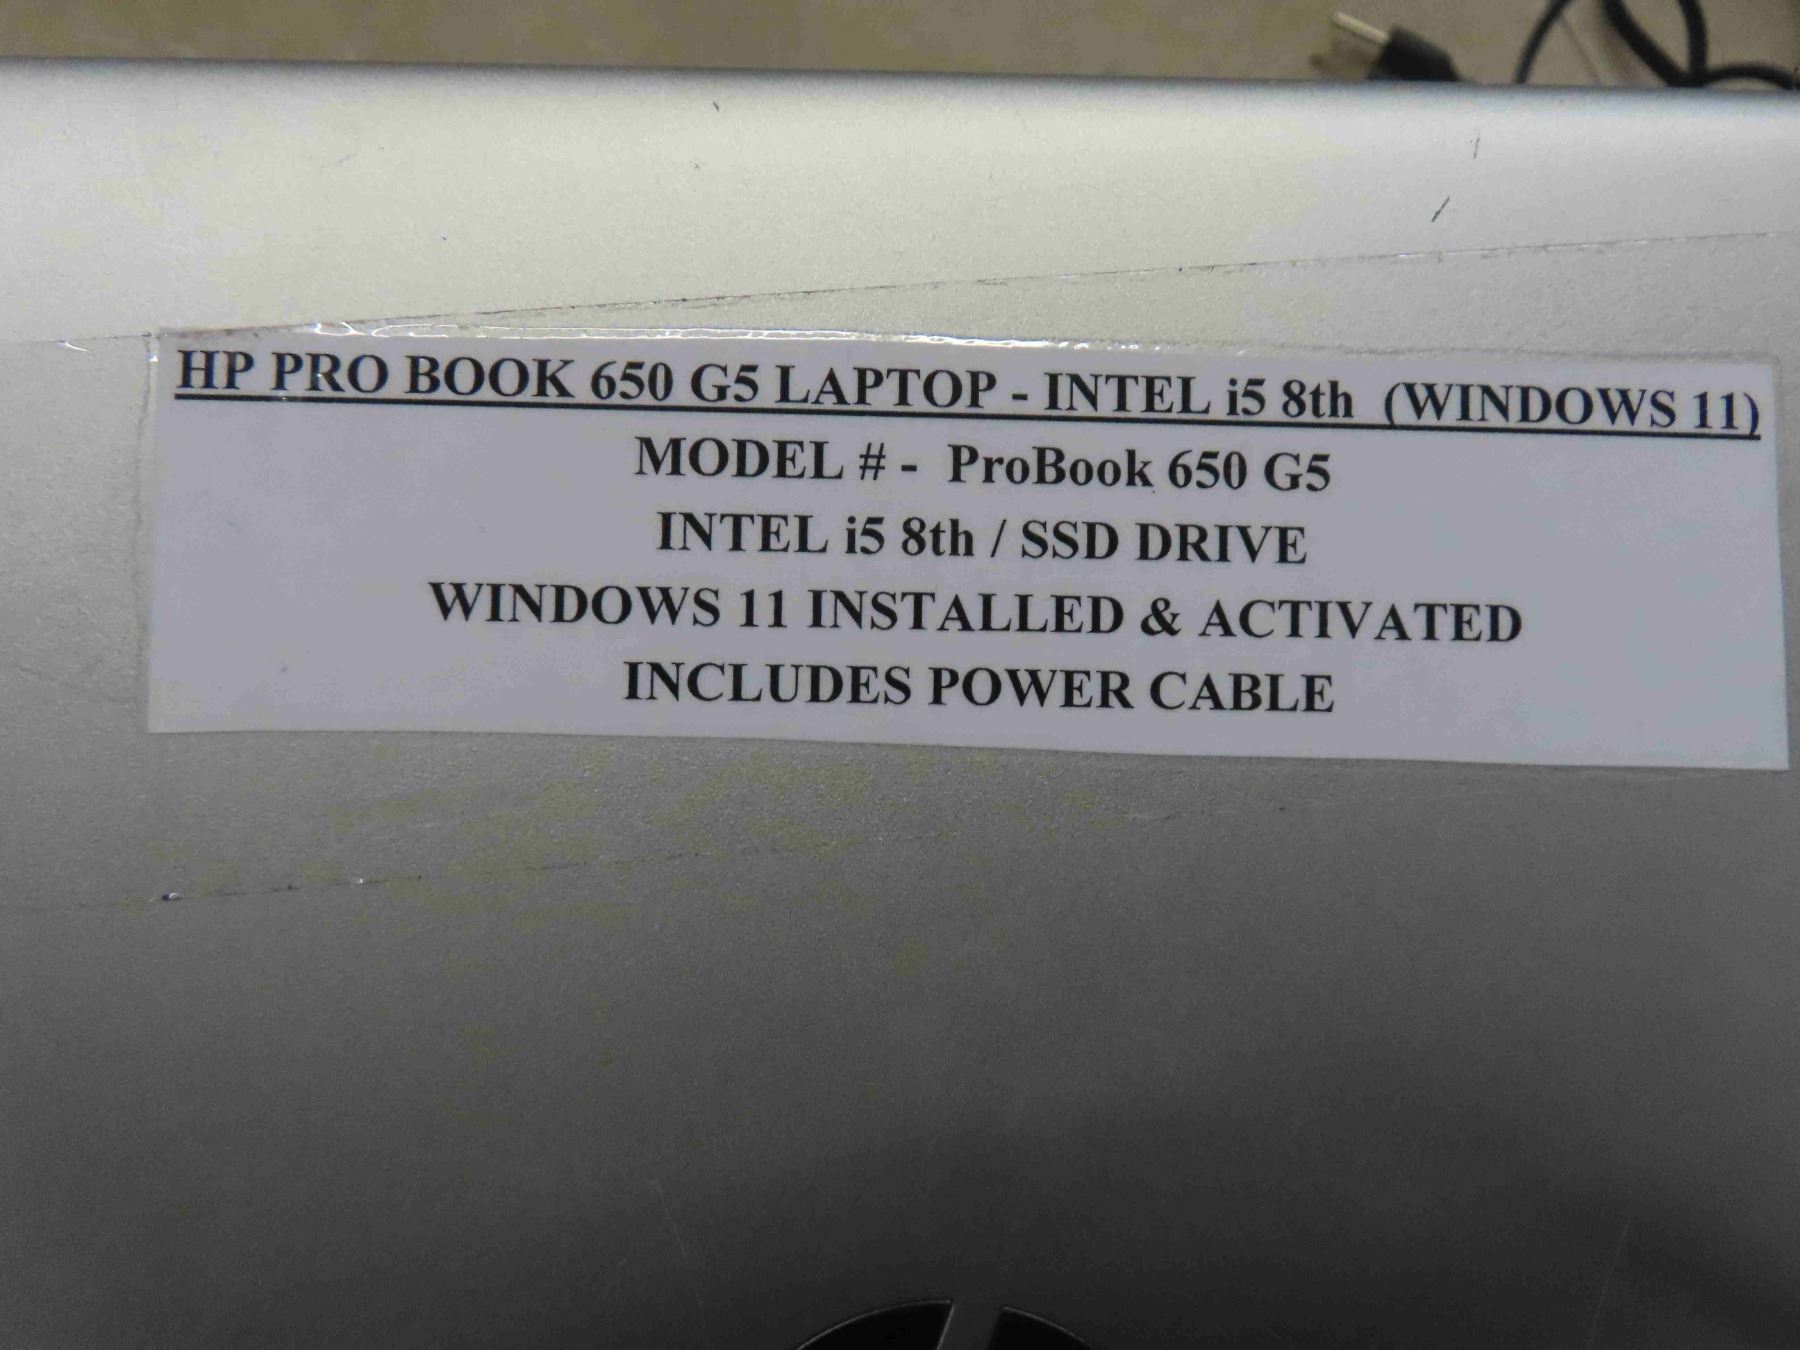 HP PRO BOOK 650 G5 LAPTOP - INTEL i5 8th (WINDOWS 11)
MODEL # - ProBook 650 G5
INTEL i5 8th / SSD DRIVE
WINDOWS 11 INSTALLED & ACTIVATED
INCLUDES POWER CABLE